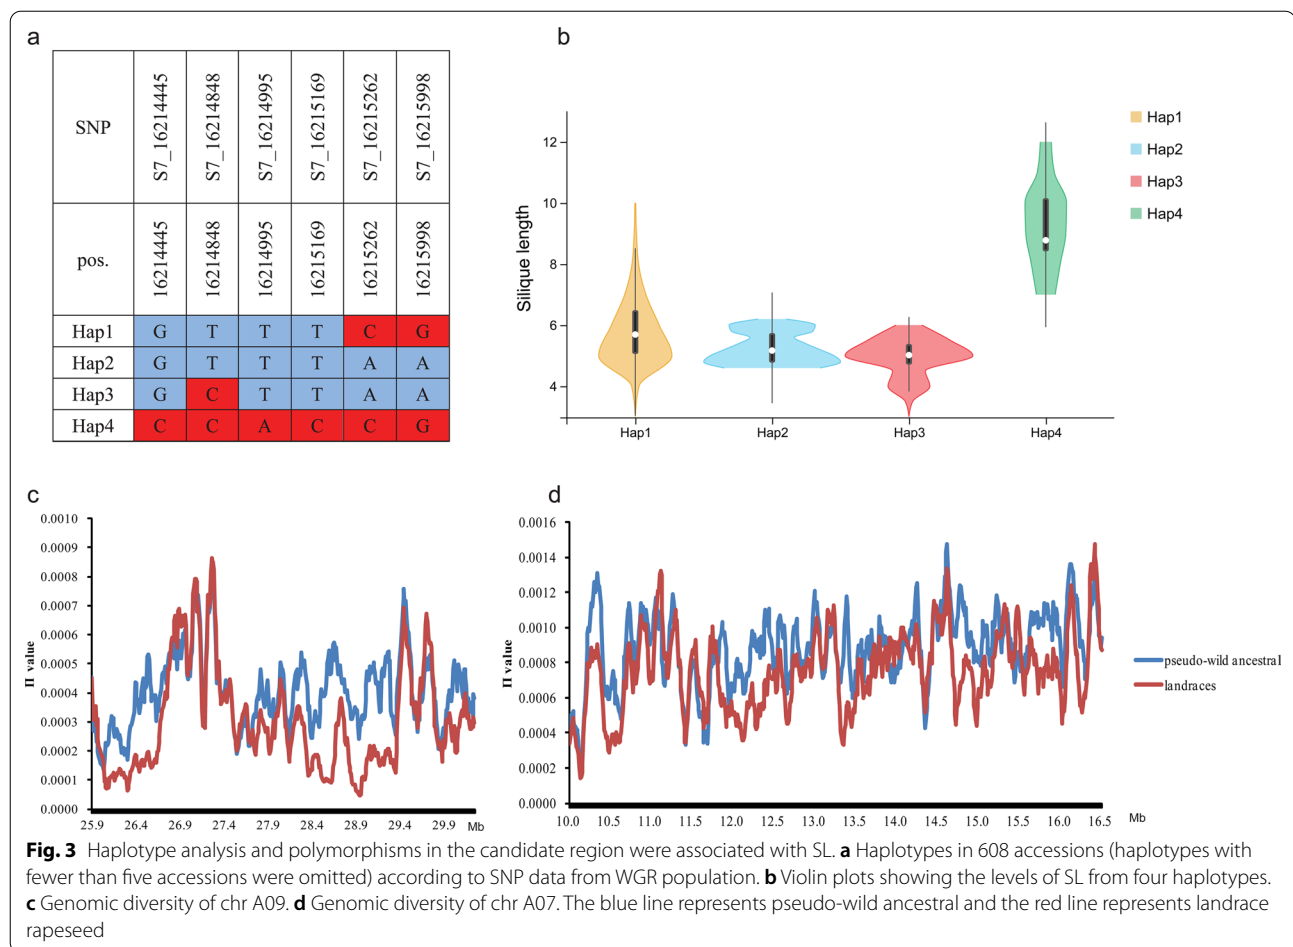 a
SNP S7_16214445 S7_16214848 S7_16214995 S7_16215169 S7_16215262 S7_16215998
pos. 16214445 16214848 16214995 16215169 16215262 16215998
Hap1 G T T T C G
Hap2 G T T T A A
Hap3 G C T T A A
Hap4 C C A C C G
b
Silique length
12
10
8
6
4
Hap1 Hap2 Hap3 Hap4
Hap1
Hap2
Hap3
Hap4
c
Π value
0.0010
0.0009
0.0008
0.0007
0.0006
0.0005
0.0004
0.0003
0.0002
0.0001
0.0000
25.9 26.4 26.9 27.4 27.9 28.4 28.9 29.4 29.9 Mb
d
Π value
0.0016
0.0014
0.0012
0.0010
0.0008
0.0006
0.0004
0.0002
0.0000
10.0 10.5 11.0 11.5 12.0 12.5 13.0 13.5 14.0 14.5 15.0 15.5 16.0 16.5 Mb
pseudo-wild ancestral
landraces
Fig. 3 Haplotype analysis and polymorphisms in the candidate region were associated with SL. a Haplotypes in 608 accessions (haplotypes with
fewer than five accessions were omitted) according to SNP data from WGR population. b Violin plots showing the levels of SL from four haplotypes.
c Genomic diversity of chr A09. d Genomic diversity of chr A07. The blue line represents pseudo-wild ancestral and the red line represents landrace
rapeseed